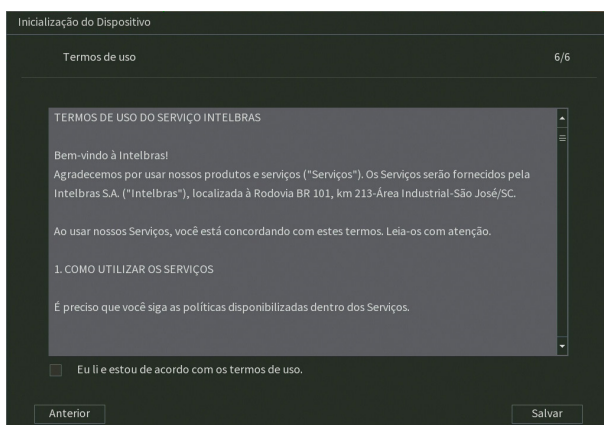 Inicialização do Dispositivo
Termos de uso 6/6
TERMOS DE USO DO SERVIÇO INTELBRAS
Bem-vindo à Intelbras!
Agradecemos por usar nossos produtos e serviços ("Serviços"). Os Serviços serão fornecidos pela
Intelbras S.A. ("Intelbras"), localizada à Rodovia BR 101, km 213-Área Industrial-São José/SC.
Ao usar nossos Serviços, você está concordando com estes termos. Leia-os com atenção.
1. COMO UTILIZAR OS SERVIÇOS
É preciso que você siga as políticas disponibilizadas dentro dos Serviços.
Eu li e estou de acordo com os termos de uso.
Anterior Salvar